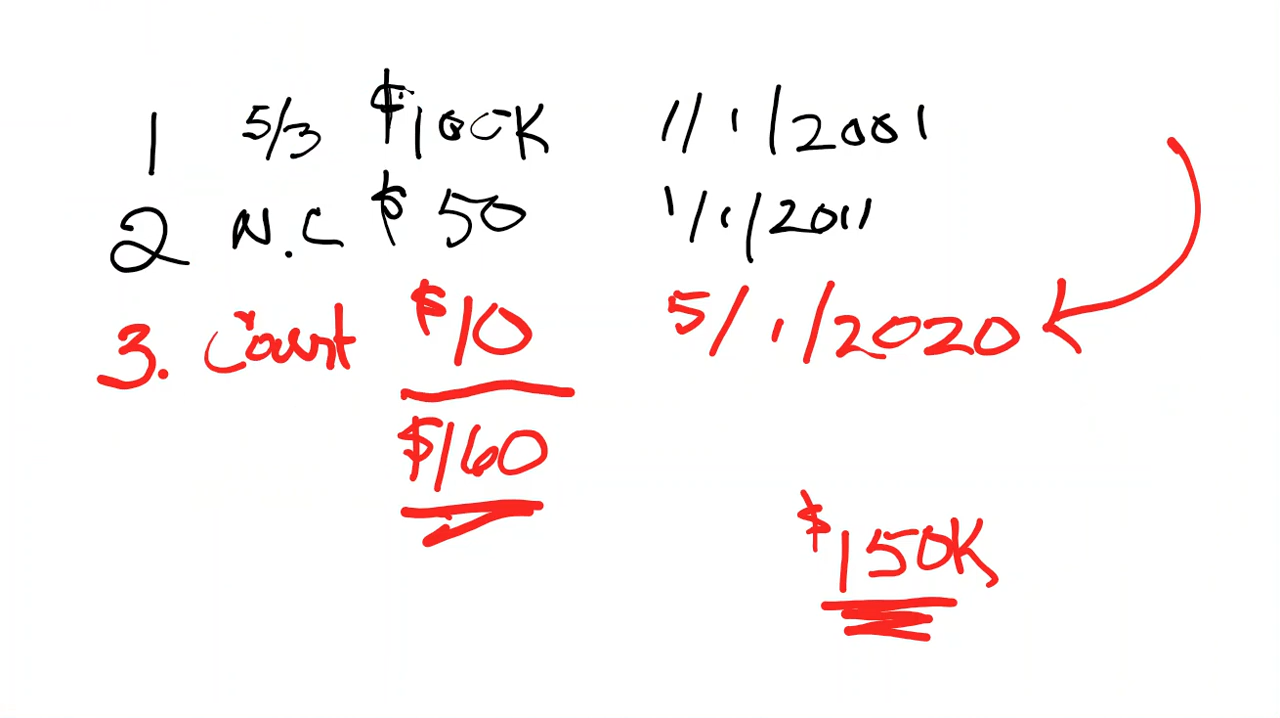 1 5/3 $100K 1/1/2001
2 N.C $50 1/1/2011
3. Count $10 5/1/2020
$160
$150K